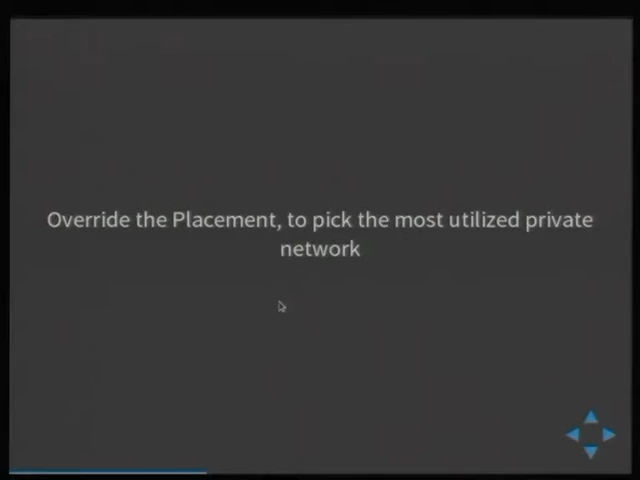 Override the Placement, to pick the most utilized private
network